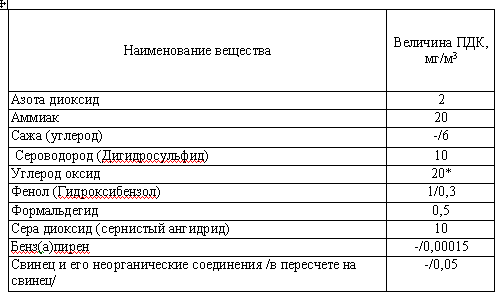 Наименование вещества
Величина ПДК,
мг/м³
Азота диоксид 2
Аммиак 20
Сажа (углерод) -/6
Сероводород (Дигидросульфид) 10
Углерод оксид 20*
Фенол (Гидроксибензол) 1/0,3
Формальдегид 0,5
Сера диоксид (сернистый ангидрид) 10
Бенз(а)пирен -/0,00015
Свинец и его неорганические соединения /в пересчете на -/0,05
свинец/